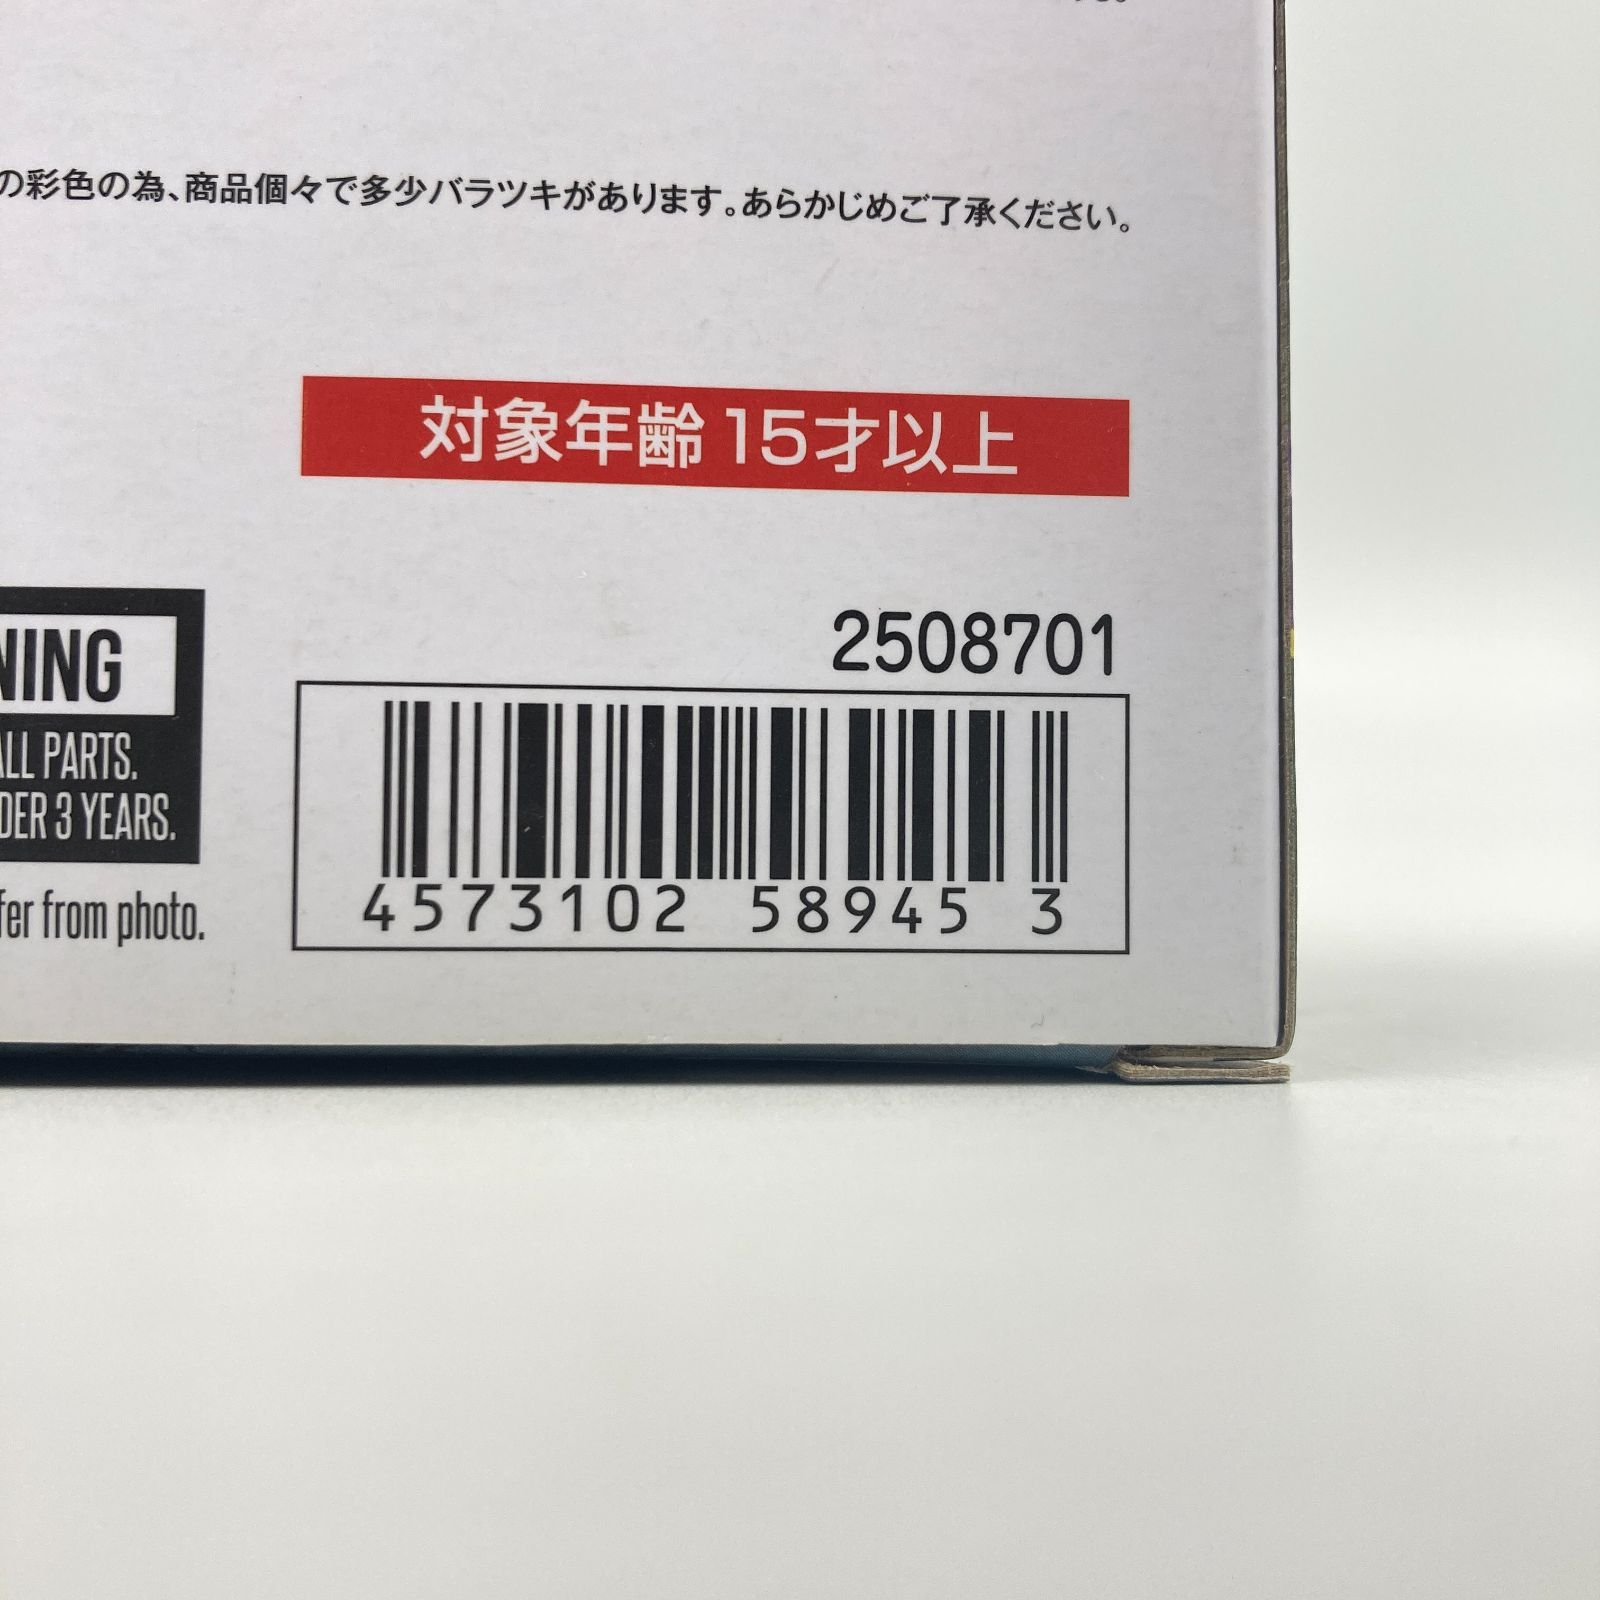 の彩色の為、商品個々で多少バラツキがあります。あらかじめご了承ください。
対象年齢 15才以上
2508701
NING
ALL PARTS.
DER 3 YEARS.
fer from photo.
4573102 58945 3